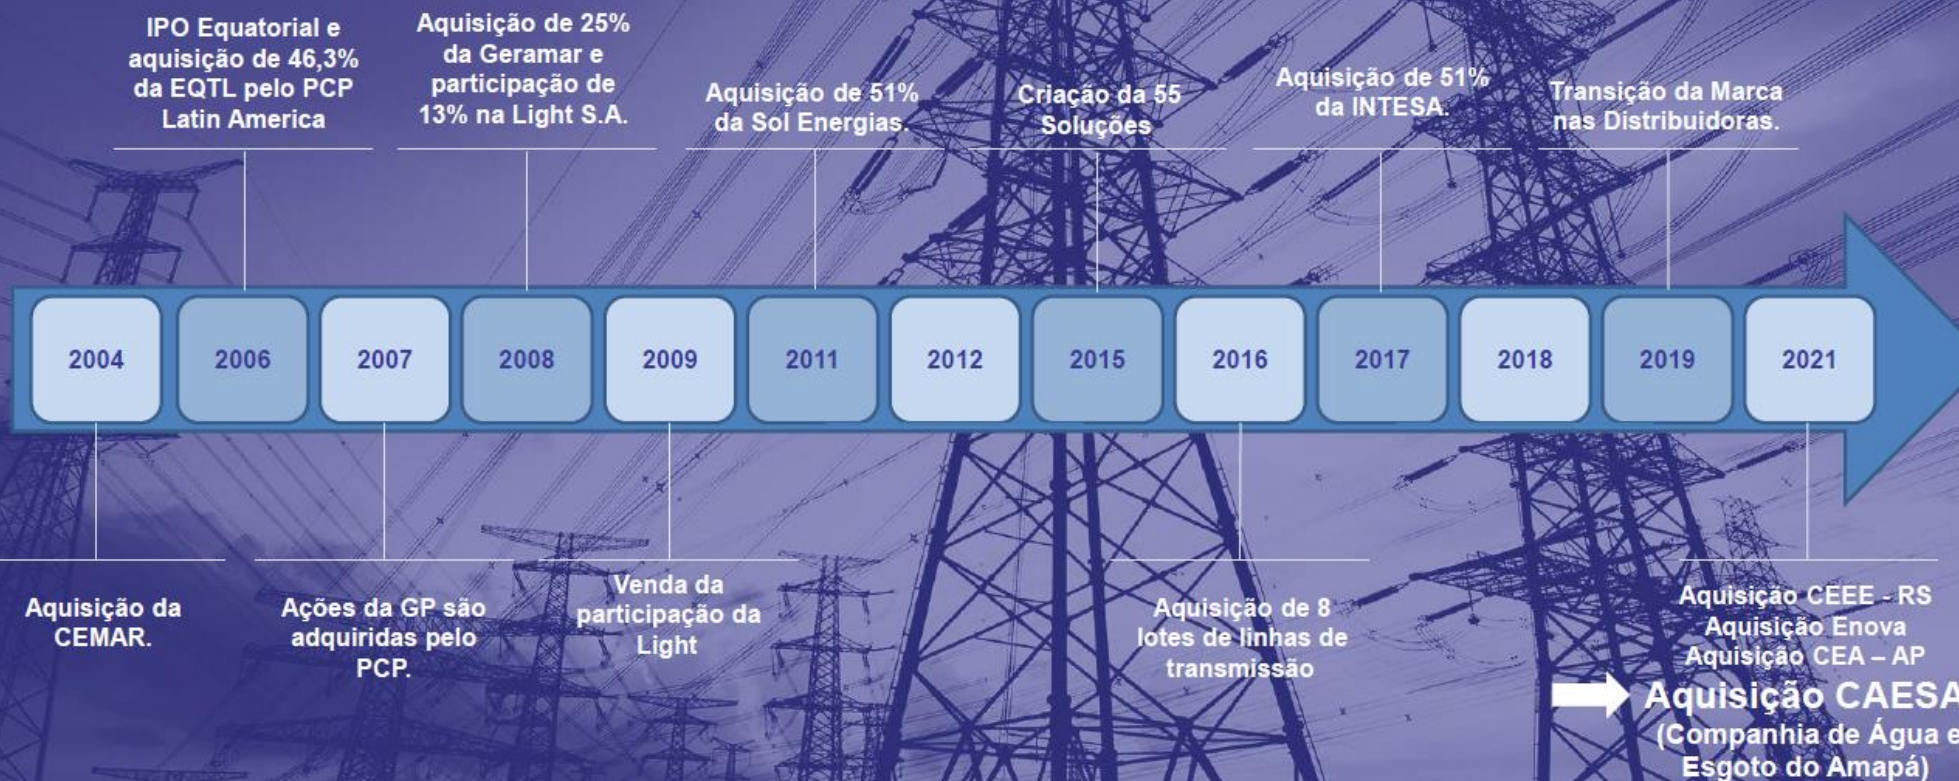 IPO Equatorial e
aquisição de 46,3%
da EQTL pelo PCP
Latin America
Aquisição de 25%
da Geramar e
participação de
13% na Light S.A.
Aquisição de 51%
da Sol Energias.
Criação da 55
Soluções
Aquisição de 51%
da INTESA.
Transição da Marca
nas Distribuidoras.
2004
2006
2007
2008
2009
2011
2012
2015
2016
2017
2018
2019
2021
Aquisição da
CEMAR.
Ações da GP são
adquiridas pelo
PCP.
Venda da
participação da
Light
Aquisição de 8
lotes de linhas de
transmissão
Aquisição CEEE - RS
Aquisição Enova
Aquisição CEA – AP
Aquisição CAESA
(Companhia de Água e
Esgoto do Amapá)